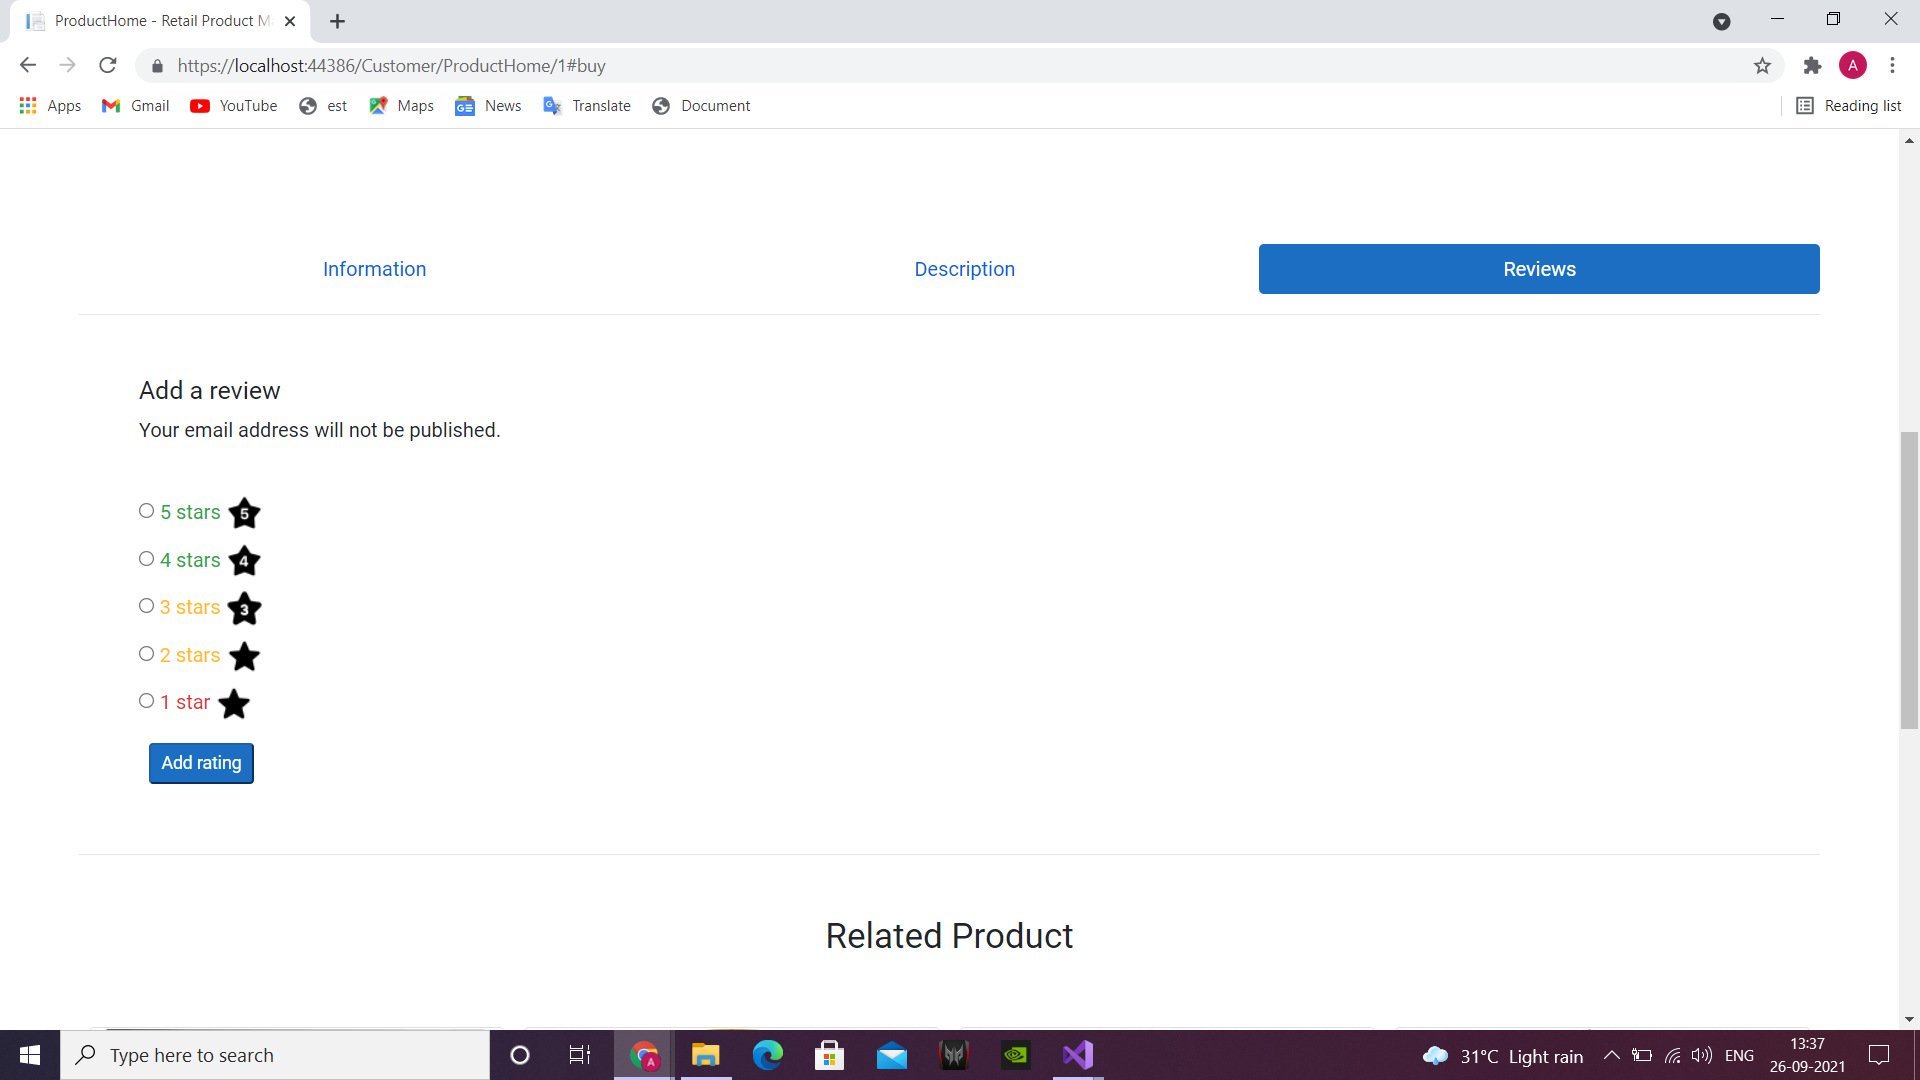 ProductHome - Retail Product M
https://localhost:44386/Customer/ProductHome/1#buy
A
Apps Gmail YouTube est Maps News Translate Document Reading list
Information Description Reviews
Add a review
Your email address will not be published.
5 stars 5
4 stars 4
3 stars 3
2 stars
1 star
Add rating
Related Product
Type here to search
A
31°C Light rain ENG
13:37
26-09-2021